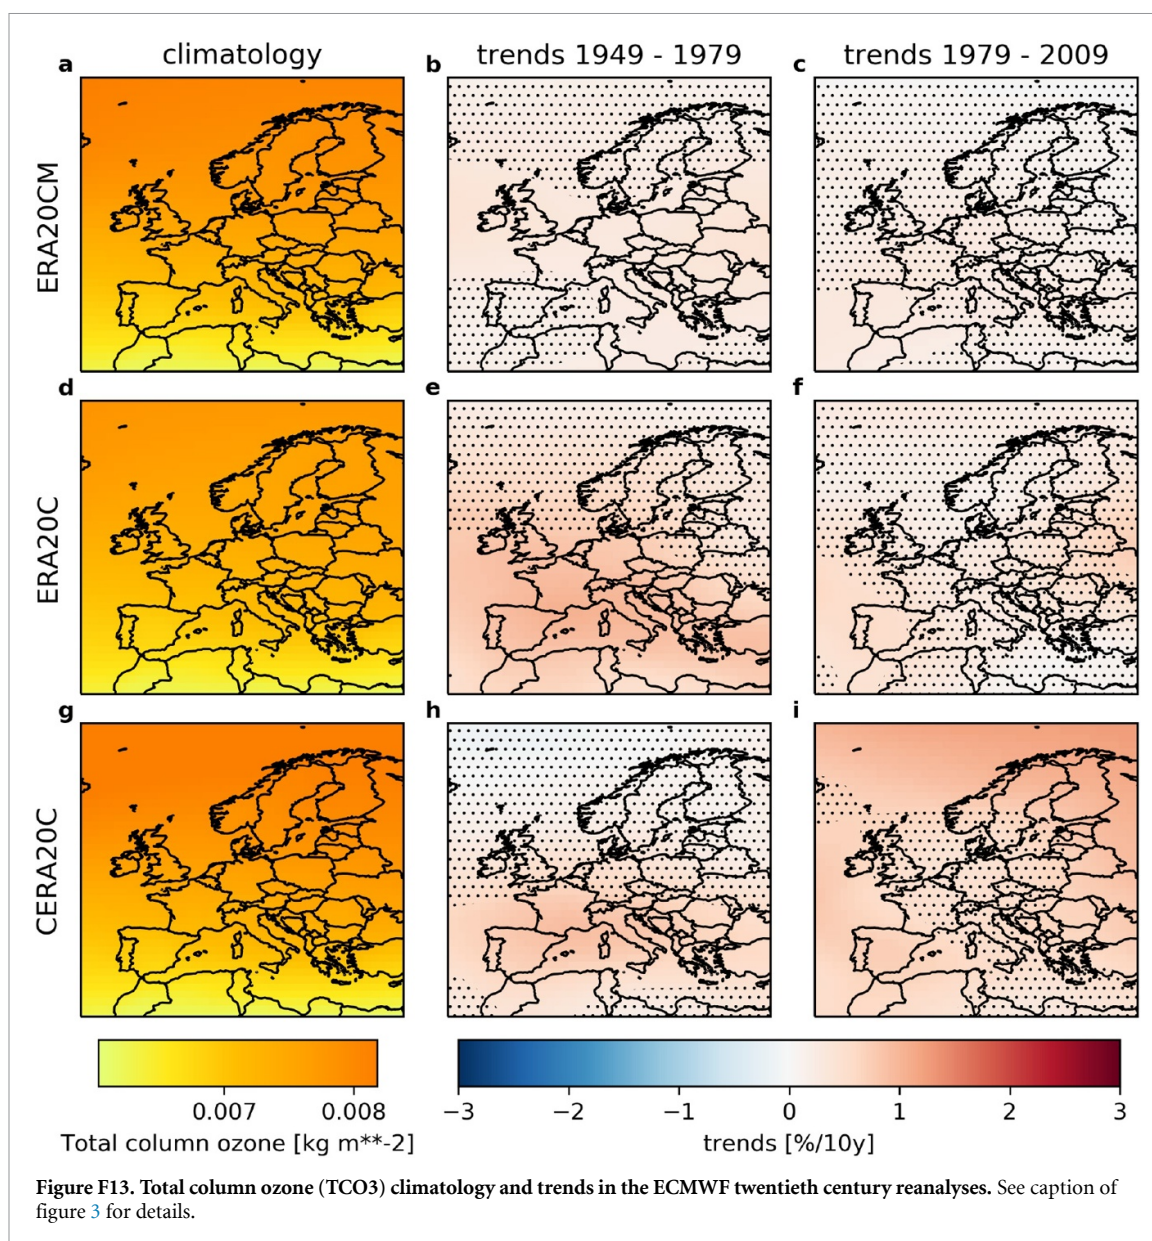 climatology
trends 1949 - 1979
trends 1979 - 2009
a
b
c
ERA20CM
d
e
f
ERA20C
g
h
i
CERA20C
0.007
0.008
Total column ozone [kg m**-2]
−3
−2
−1
0
1
2
3
trends [%/10y]
Figure F13. Total column ozone (TCO3) climatology and trends in the ECMWF twentieth century reanalyses. See caption of
figure 3 for details.